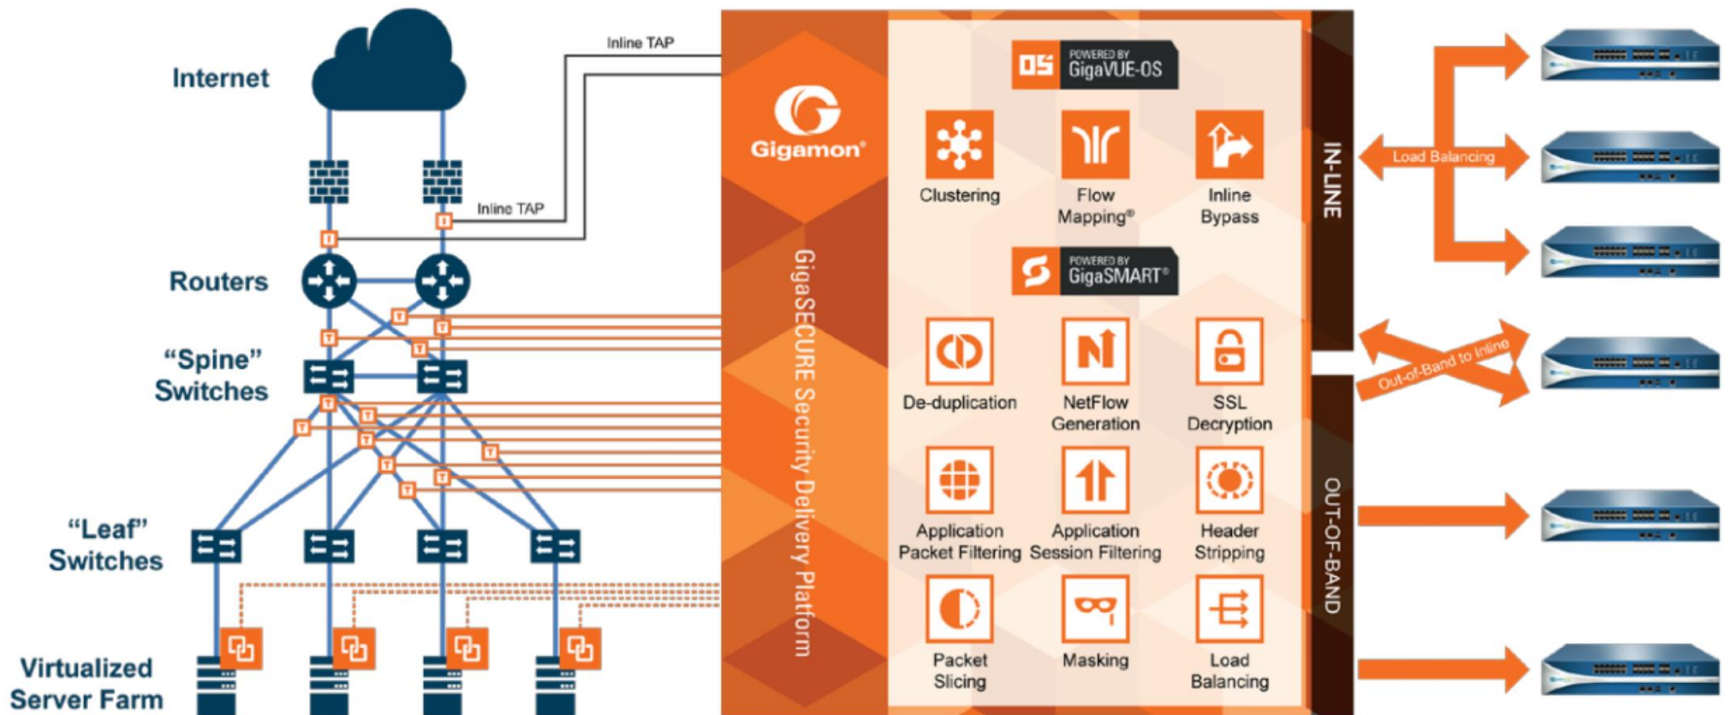 Internet
Inline TAP
Inline TAP
Routers
“Spine”
Switches
“Leaf”
Switches
Virtualized
Server Farm
I
I
T
T
T
T
T
T
T
T
T
T
T
T
Gigamon®
GigaSECURE Security Delivery Platform
OS
POWERED BY
GigaVUE-OS
Clustering
Flow
Mapping®
Inline
Bypass
POWERED BY
GigaSMART®
De-duplication
N
NetFlow
Generation
SSL
Decryption
Application
Packet Filtering
Application
Session Filtering
Header
Stripping
Packet
Slicing
Masking
Load
Balancing
IN-LINE
OUT-OF-BAND
Load Balancing
Out-of-Band to Inline